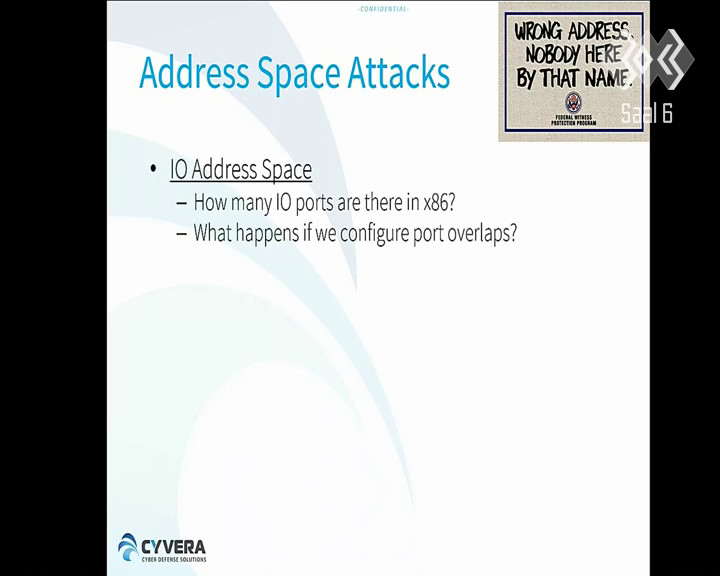 -CONFIDENTIAL-
Address Space Attacks
WRONG ADDRESS.
NOBODY HERE
BY THAT NAME.
FEDERAL WITNESS
PROTECTION PROGRAM
Saal 6
• IO Address Space
– How many IO ports are there in x86?
– What happens if we configure port overlaps?
CYVERA
CYBER DEFENSE SOLUTIONS